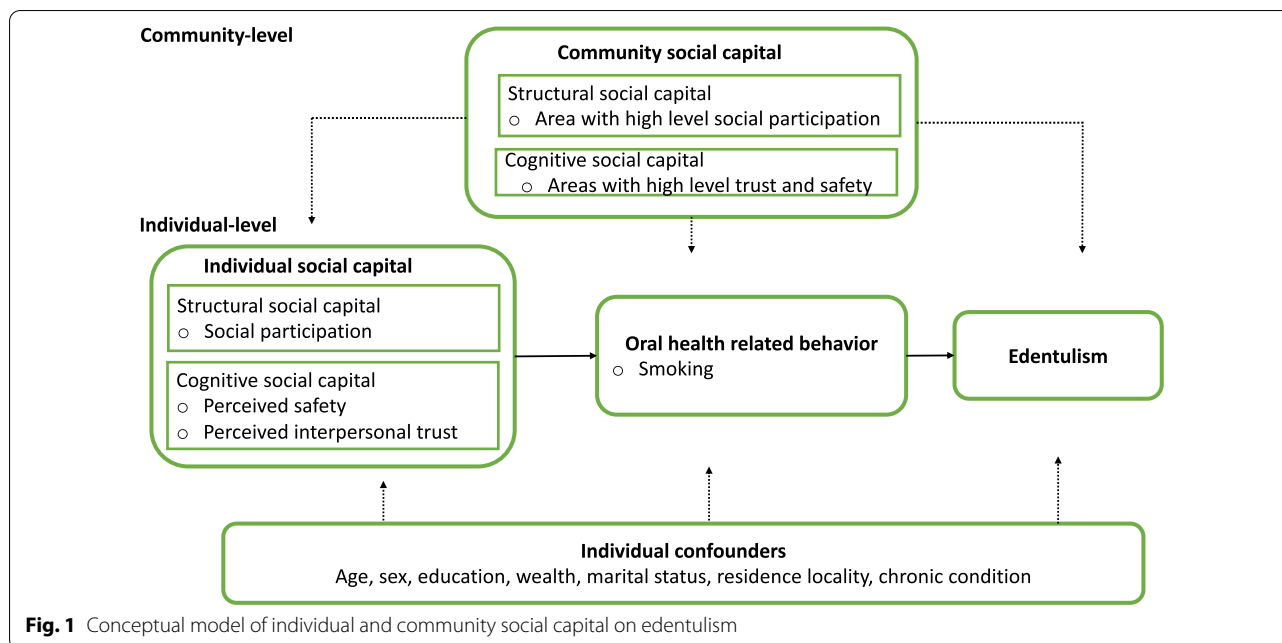 Community-level
Community social capital
Structural social capital
○ Area with high level social participation
Cognitive social capital
○ Areas with high level trust and safety
Individual-level
Individual social capital
Structural social capital
○ Social participation
Cognitive social capital
○ Perceived safety
○ Perceived interpersonal trust
Oral health related behavior
○ Smoking
Edentulism
Individual confounders
Age, sex, education, wealth, marital status, residence locality, chronic condition
Fig. 1 Conceptual model of individual and community social capital on edentulism